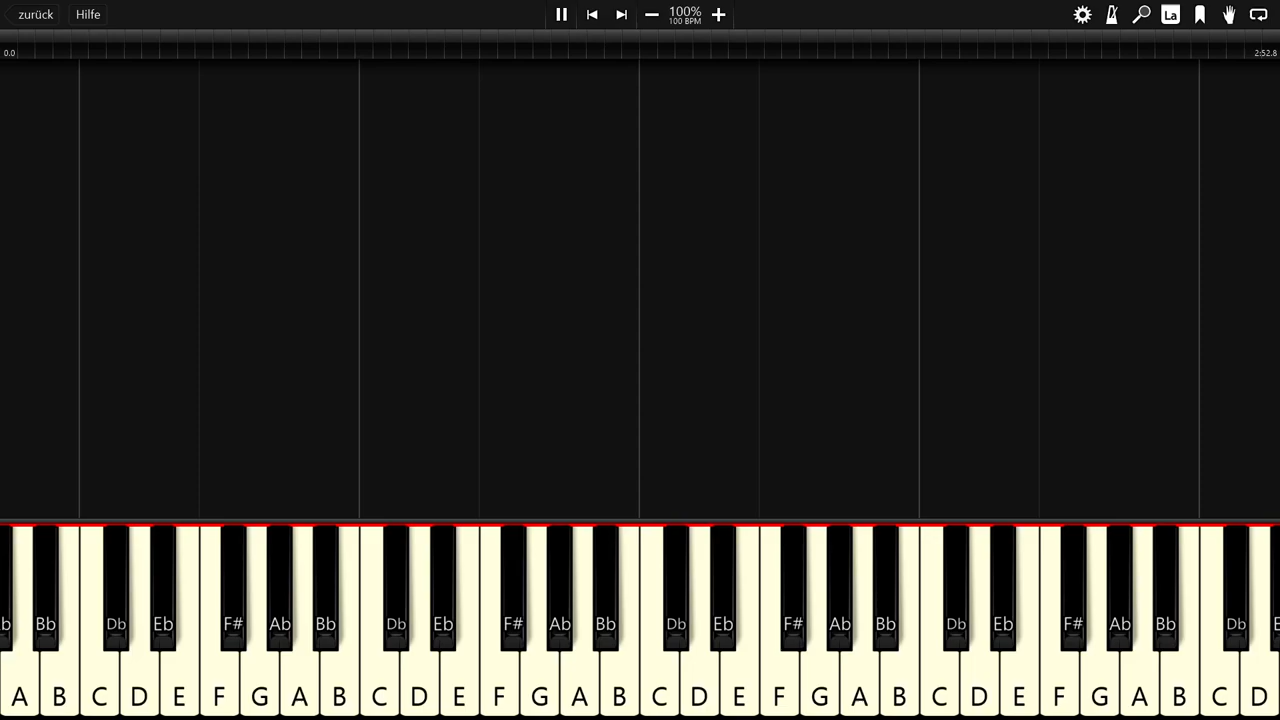 zurück Hilfe 100% La
100 BPM
0.0 2:52.8
b Bb Db Eb F# Ab Bb Db Eb F# Ab Bb Db Eb F# Ab Bb Db Eb F# Ab Bb Db E
A B C D E F G A B C D E F G A B C D E F G A B C D E F G A B C D